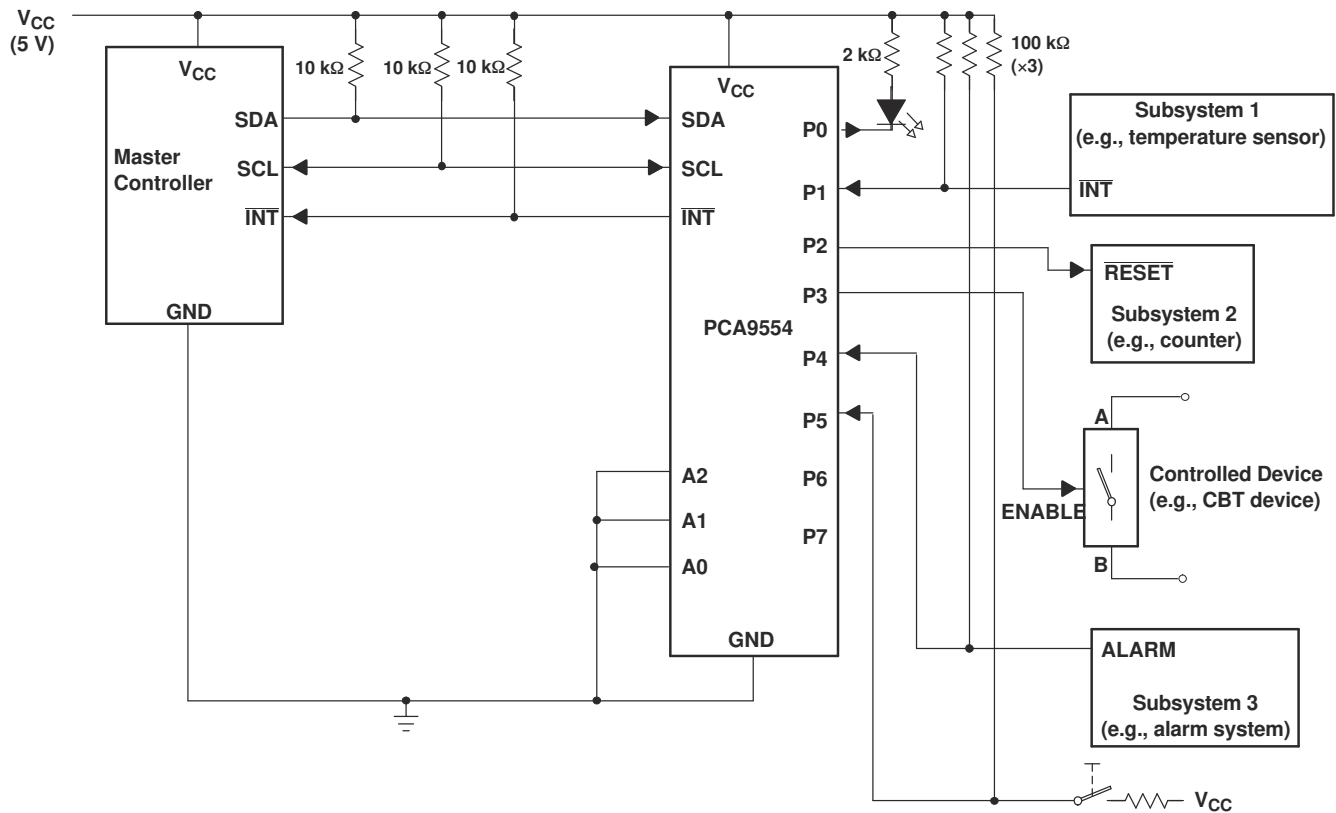 VCC
(5 V)
VCC
Master
Controller
SDA
SCL
INT
GND
10 kΩ
10 kΩ
10 kΩ
VCC
SDA
SCL
INT
PCA9554
A2
A1
A0
GND
P0
P1
P2
P3
P4
P5
P6
P7
2 kΩ
100 kΩ
(×3)
Subsystem 1
(e.g., temperature sensor)
INT
RESET
Subsystem 2
(e.g., counter)
A
Controlled Device
(e.g., CBT device)
ENABLE
B
ALARM
Subsystem 3
(e.g., alarm system)
VCC